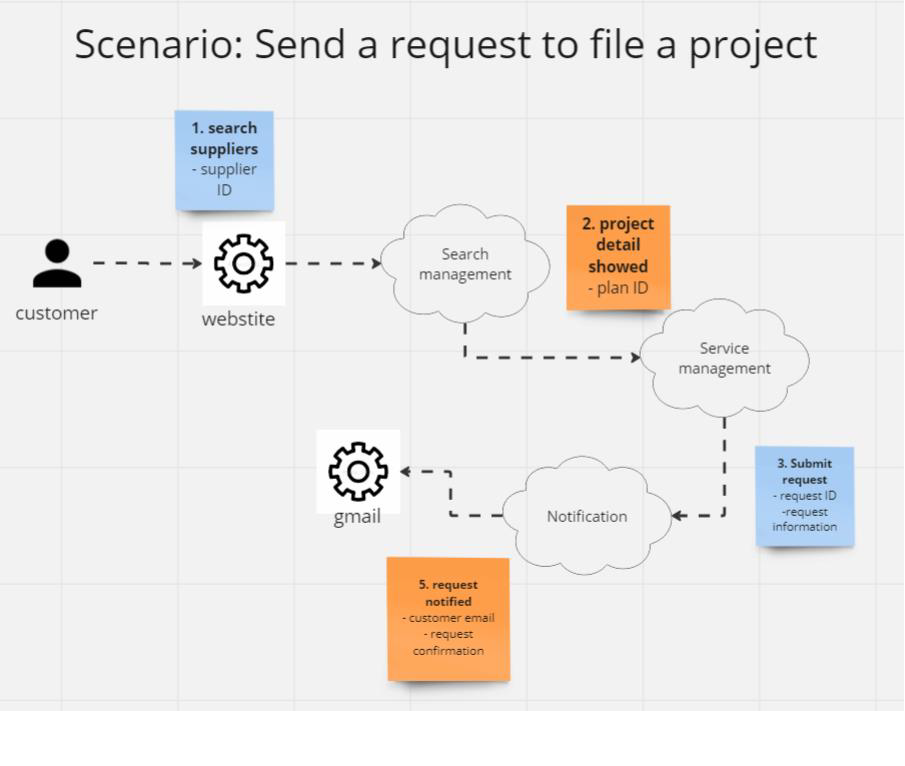 Scenario: Send a request to file a project
1. search
suppliers
- supplier
ID
customer
webstite
Search
management
2. project
detail
showed
- plan ID
Service
management
3. Submit
request
- request ID
-request
information
Notification
gmail
5. request
notified
- customer email
- request
confirmation